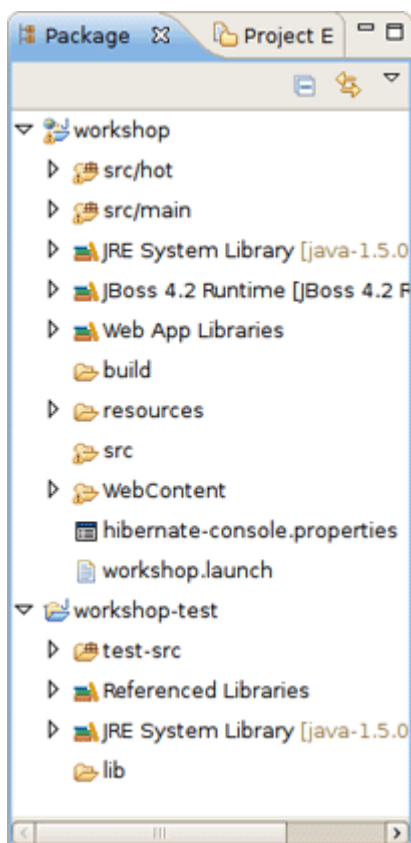 Package Project E
workshop
src/hot
src/main
JRE System Library [java-1.5.0
JBoss 4.2 Runtime [JBoss 4.2 R
Web App Libraries
build
resources
src
WebContent
hibernate-console.properties
workshop.launch
workshop-test
test-src
Referenced Libraries
JRE System Library [java-1.5.0
lib